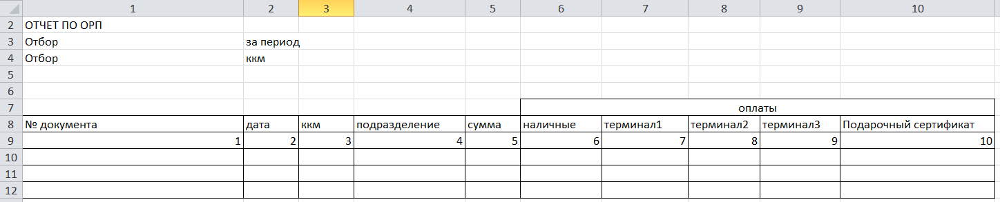 1 2 3 4 5 6 7 8 9 10
2 ОТЧЕТ ПО ОРП
3 Отбор за период
4 Отбор ккм
5
6
7 оплаты
8 № документа дата ккм подразделение сумма наличные терминал1 терминал2 терминал3 Подарочный сертификат
9 1 2 3 4 5 6 7 8 9 10
10
11
12